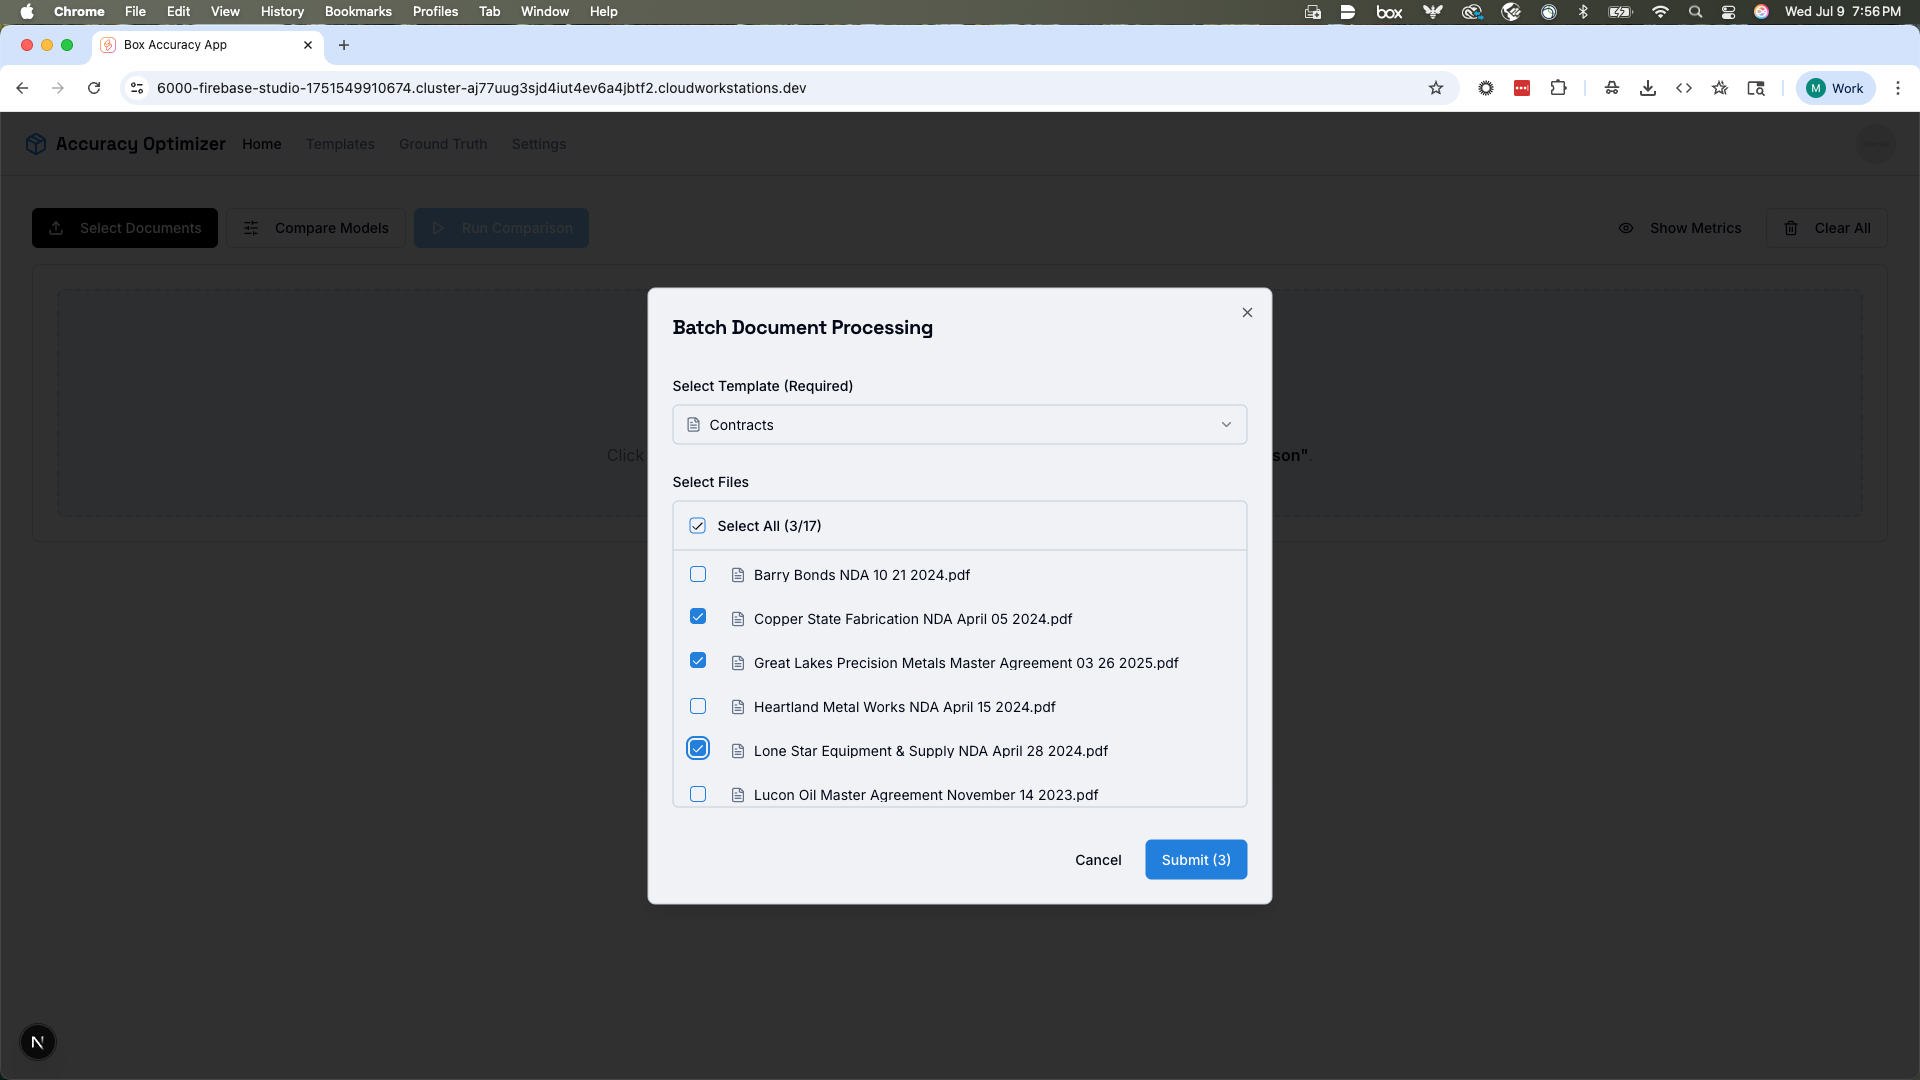 Chrome File Edit View History Bookmarks Profiles Tab Window Help box Wed Jul 9 7:56 PM
Box Accuracy App
6000-firebase-studio-1751549910674.cluster-aj77uug3sjd4iut4ev6a4jbtf2.cloudworkstations.dev M Work
Accuracy Optimizer Home Templates Ground Truth Settings
Select Documents Compare Models Run Comparison Show Metrics Clear All
Batch Document Processing
Select Template (Required)
Contracts
Click son".
Select Files
Select All (3/17)
Barry Bonds NDA 10 21 2024.pdf
Copper State Fabrication NDA April 05 2024.pdf
Great Lakes Precision Metals Master Agreement 03 26 2025.pdf
Heartland Metal Works NDA April 15 2024.pdf
Lone Star Equipment & Supply NDA April 28 2024.pdf
Lucon Oil Master Agreement November 14 2023.pdf
Cancel Submit (3)
N